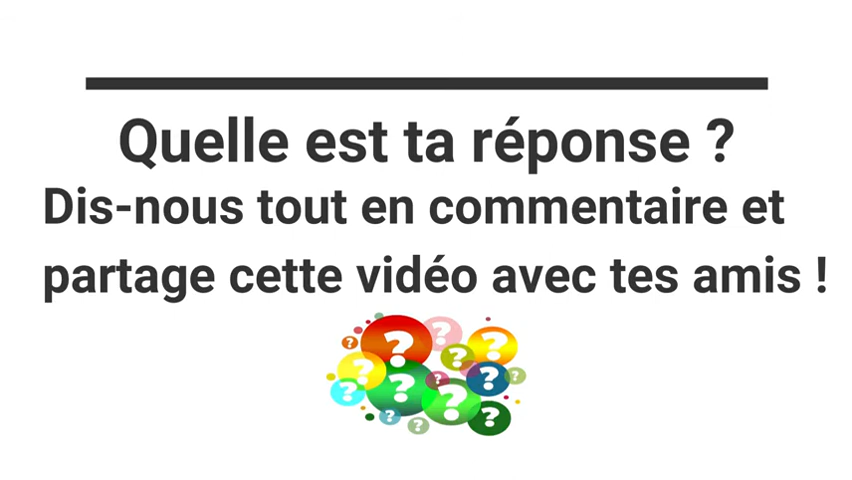 Quelle est ta réponse ?
Dis-nous tout en commentaire et
partage cette vidéo avec tes amis !